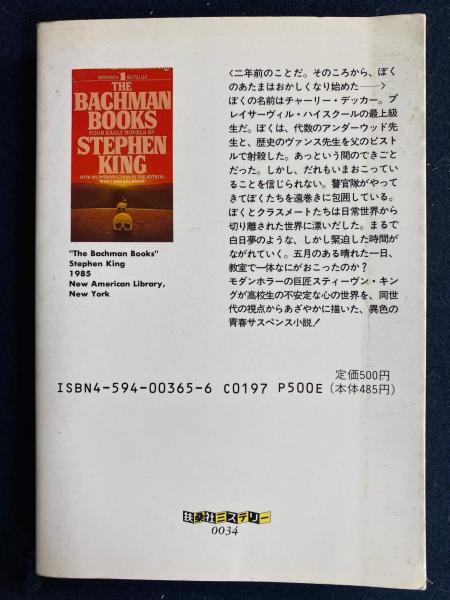 NATIONWIDE #1 BESTSELLER
THE
BACHMAN
BOOKS
FOUR EARLY NOVELS BY
STEPHEN
KING
WITH AN INTRODUCTION BY THE AUTHOR,
"WHY I WAS BACHMAN"
"The Bachman Books"
Stephen King
1985
New American Library,
New York
<二年前のことだ。そのころから、ぼく
のあたまはおかしくなり始めた──>
ぼくの名前はチャーリー・デッカー。プ
レイサーヴィル・ハイスクールの最上級
生だ。ぼくは、代数のアンダーウッド先
生と、歴史のヴァンス先生を父のピスト
ルで射殺した。あっという間のできごと
だった。しかし、だれもいまおこってい
ることを信じられない。警官隊がやって
きてぼくたちを遠巻きに包囲している。
ぼくとクラスメートたちは日常世界から
切り離された世界に漂いだした。まるで
白日夢のような、しかし緊迫した時間が
ながれていく。五月のある晴れた一日、
教室で一体なにがおこったのか?
モダンホラーの巨匠スティーヴン・キン
グが高校生の不安定な心の世界を、同世
代の視点からあざやかに描いた、異色の
青春サスペンス小説!
定価500円
ISBN4-594-00365-6 C0197 P500E (本体485円)
扶桑社ミステリー
0034